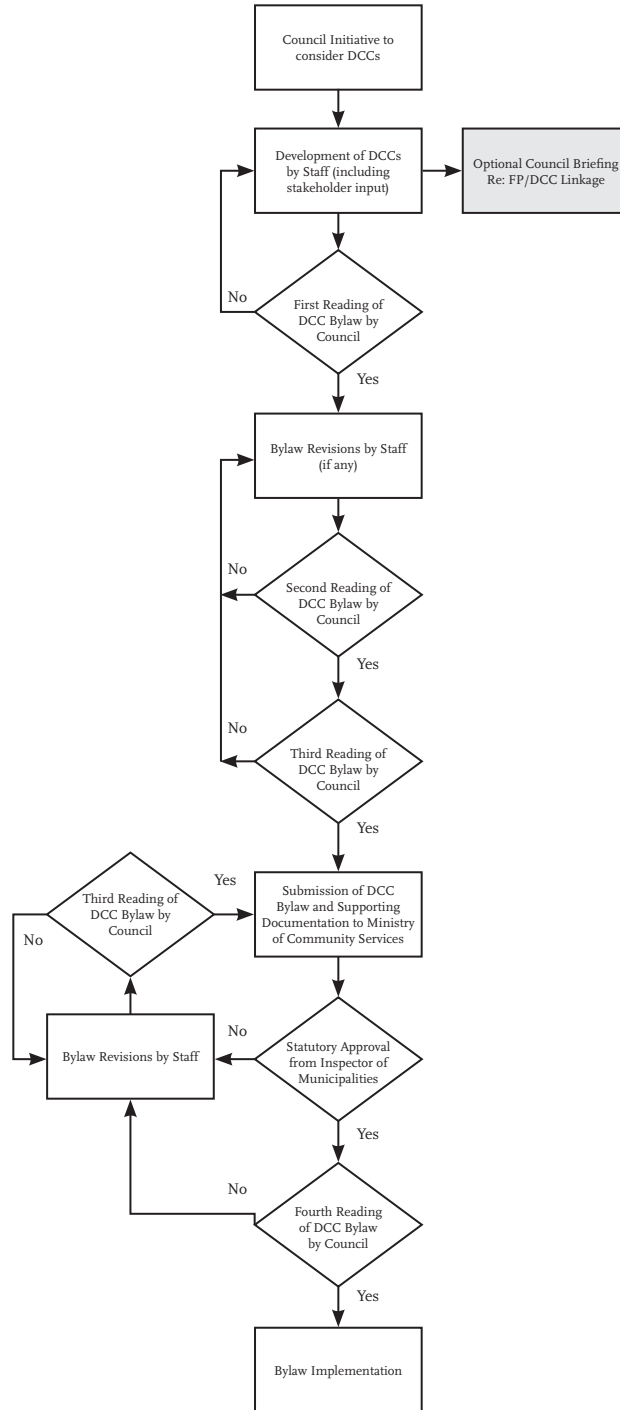 Council Initiative to
consider DCCs
Development of DCCs
by Staff (including
stakeholder input)
Optional Council Briefing
Re: FP/DCC Linkage
No
First Reading of
DCC Bylaw by
Council
Yes
Bylaw Revisions by Staff
(if any)
No
Second Reading of
DCC Bylaw by
Council
Yes
No
Third Reading of
DCC Bylaw by
Council
Yes
Third Reading of
DCC Bylaw by
Council
Yes
No
Submission of DCC
Bylaw and Supporting
Documentation to Ministry
of Community Services
Bylaw Revisions by Staff
No
Statutory Approval
from Inspector of
Municipalities
Yes
No
Fourth Reading
of DCC Bylaw
by Council
Yes
Bylaw Implementation